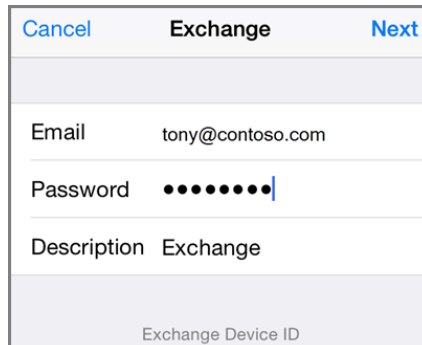 Cancel Exchange Next
Email tony@contoso.com
Password ●●●●●●●●
Description Exchange
Exchange Device ID